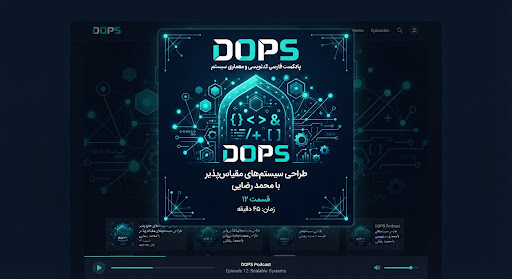 DOPS
Home
Episodes
DOPS
پادکست فارسی کدنویسی و معماری سیستم
{} < > &
DOPS
طراحی سیستم‌های مقیاس‌پذیر
با محمد رضایی
قسمت ۱۲
زمان: ۴۵ دقیقه
DOPS Podcast
DOPS Podcast
Episode 12: Scalable Systems